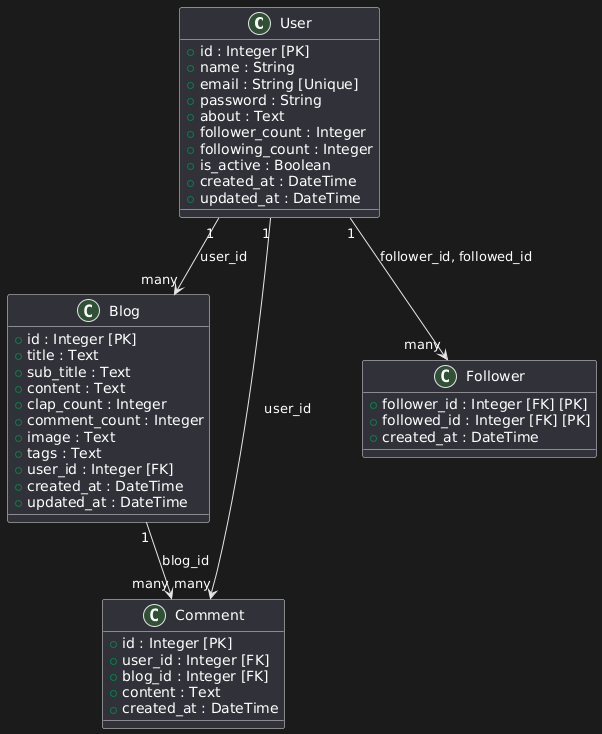 C User
id : Integer [PK]
name : String
email : String [Unique]
password : String
about : Text
follower_count : Integer
following_count : Integer
is_active : Boolean
created_at : DateTime
updated_at : DateTime
1 1 1
user_id
follower_id, followed_id
many
many
C Blog
id : Integer [PK]
title : Text
sub_title : Text
content : Text
clap_count : Integer
comment_count : Integer
image : Text
tags : Text
user_id : Integer [FK]
created_at : DateTime
updated_at : DateTime
C Follower
follower_id : Integer [FK] [PK]
followed_id : Integer [FK] [PK]
created_at : DateTime
user_id
1
blog_id
many many
C Comment
id : Integer [PK]
user_id : Integer [FK]
blog_id : Integer [FK]
content : Text
created_at : DateTime